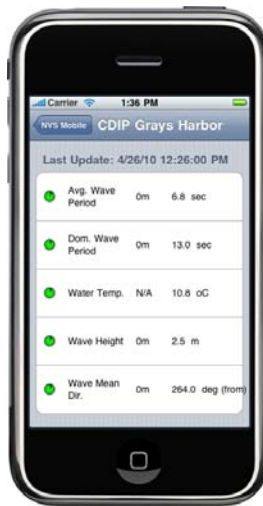 Carrier 1:36 PM
NVS Mobile CDIP Grays Harbor
Last Update: 4/26/10 12:26:00 PM
Avg. Wave Period 0m 6.8 sec
Dom. Wave Period 0m 13.0 sec
Water Temp. N/A 10.8 oC
Wave Height 0m 2.5 m
Wave Mean Dir. 0m 264.0 deg (from)